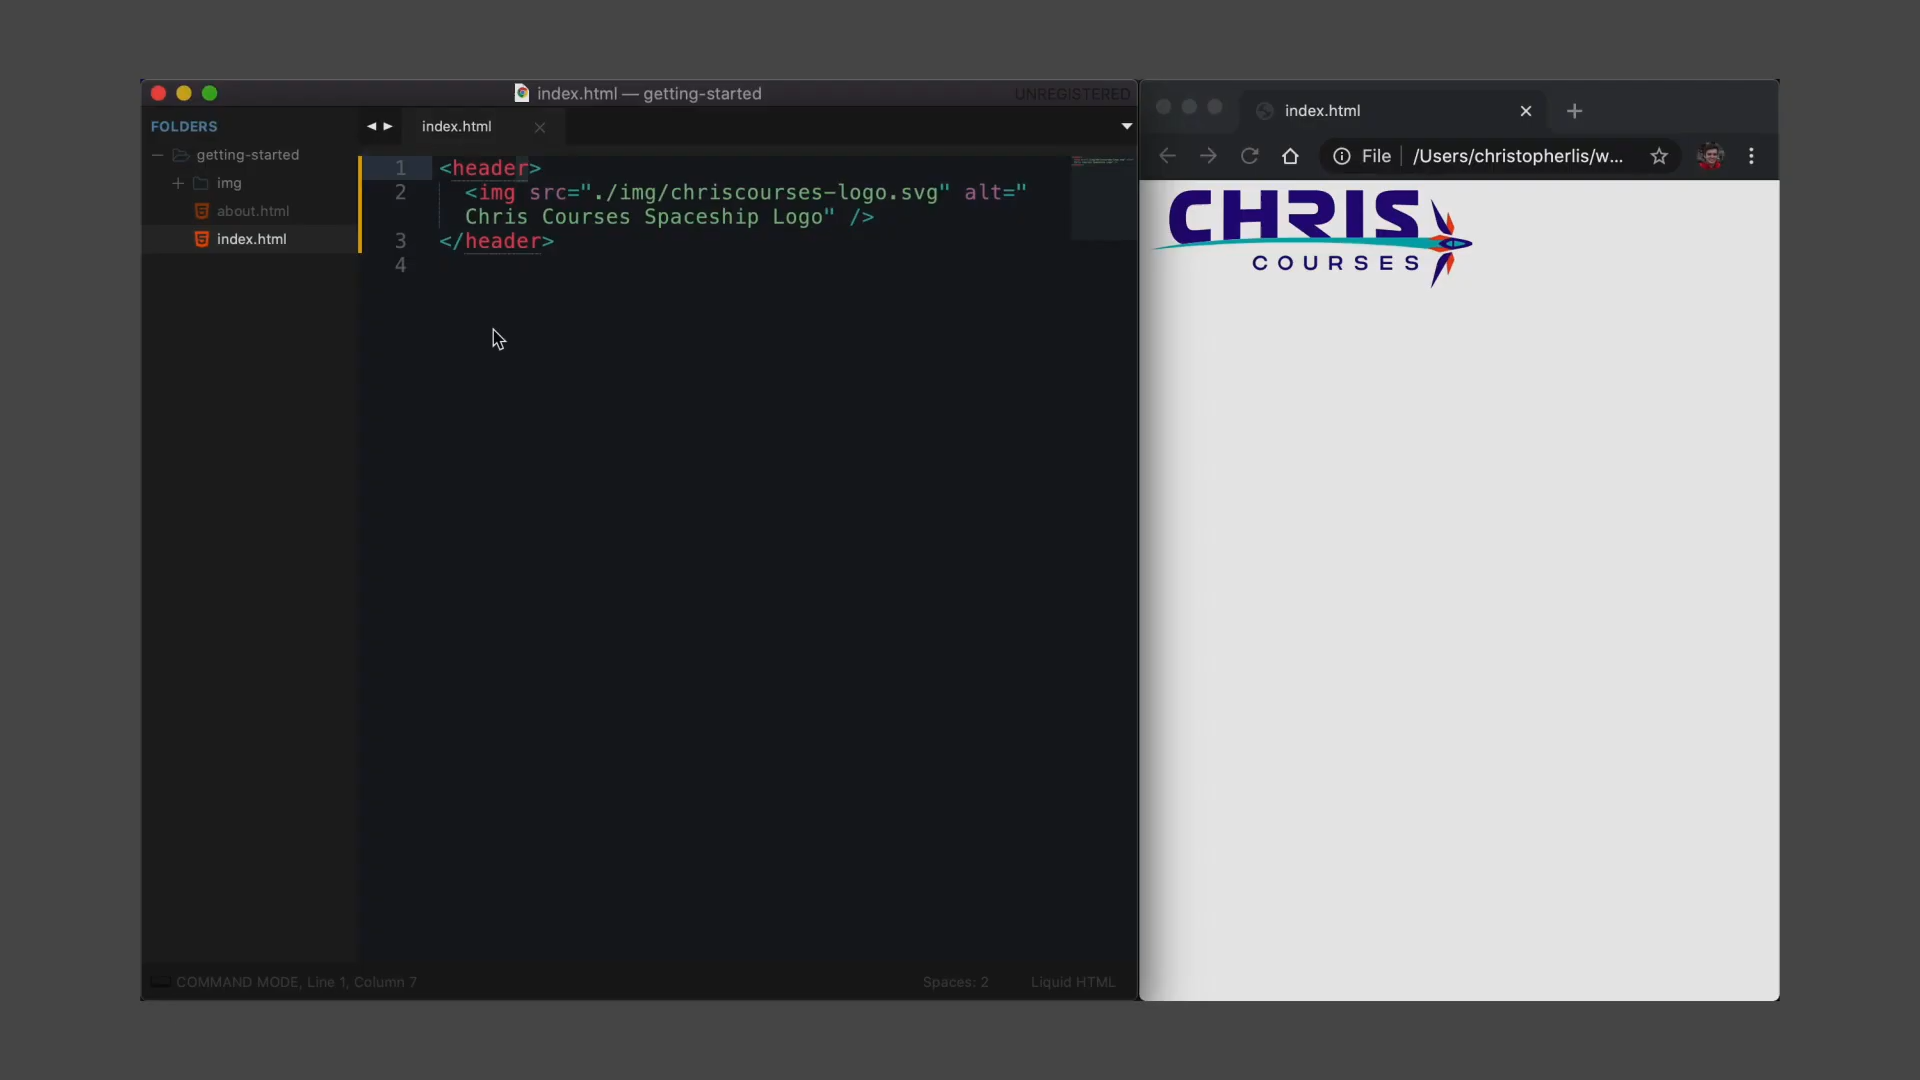 index.html — getting-started
UNREGISTERED
FOLDERS
getting-started
img
about.html
index.html
index.html
1 <header>
2 <img src="./img/chriscourses-logo.svg" alt="
Chris Courses Spaceship Logo" />
3 </header>
4
COMMAND MODE, Line 1, Column 7
Spaces: 2
Liquid HTML
index.html
File
/Users/christopherlis/w...
CHRIS
COURSES